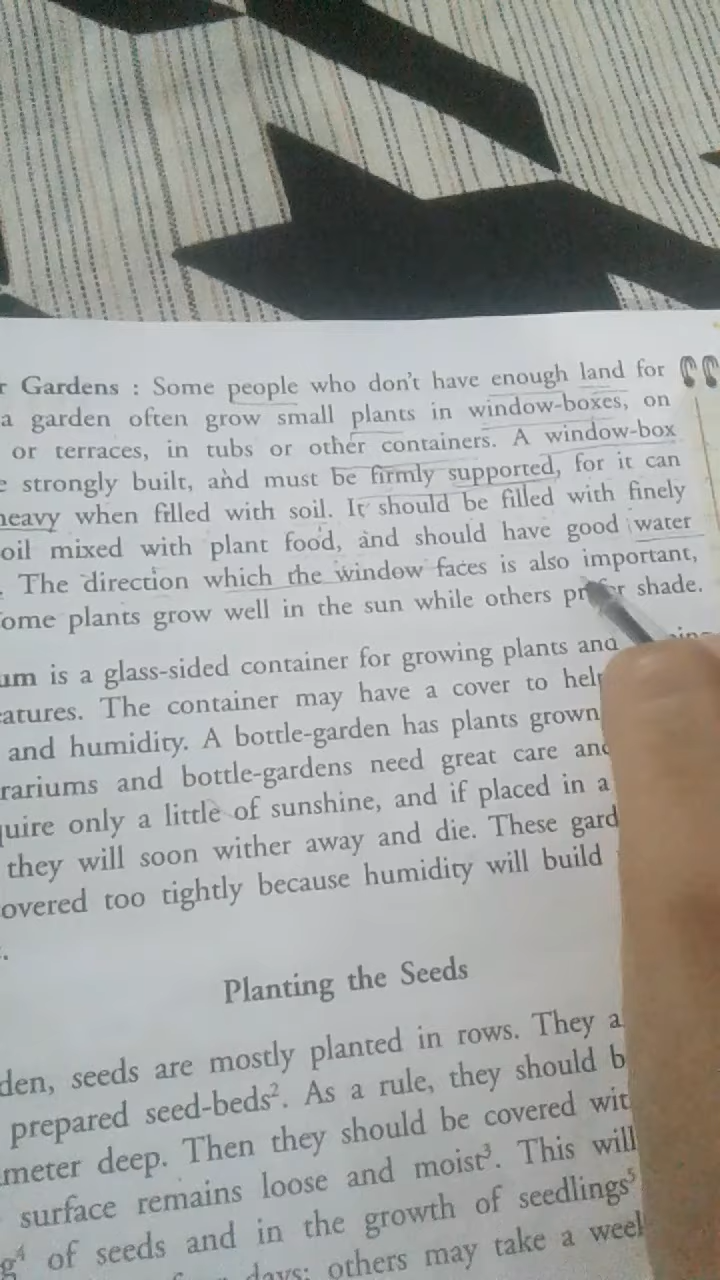 r Gardens : Some people who don't have enough land for
a garden often grow small plants in window-boxes, on
or terraces, in tubs or other containers. A window-box
e strongly built, and must be firmly supported, for it can
heavy when filled with soil. It should be filled with finely
oil mixed with plant food, and should have good water
. The direction which the window faces is also important,
ome plants grow well in the sun while others shade.
um is a glass-sided container for growing plants and
atures. The container may have a cover to help
and humidity. A bottle-garden has plants grown
rariums and bottle-gardens need great care and
quire only a little of sunshine, and if placed in a
they will soon wither away and die. These gard
overed too tightly because humidity will build
.
Planting the Seeds
den, seeds are mostly planted in rows. They a
prepared seed-beds². As a rule, they should b
meter deep. Then they should be covered wit
surface remains loose and moist³. This will
g⁴ of seeds and in the growth of seedlings⁵
days; others may take a week